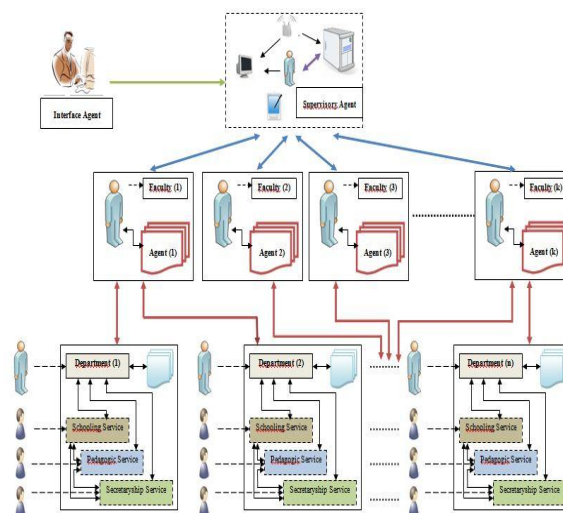 Interface Agent
Supervisory Agent
Faculty (1)
Agent (1)
Faculty (2)
Agent 2)
Faculty (3)
Agent (3)
Faculty (k)
Agent (k)
Department (1)
Schooling Service
Pedagogic Service
Secretaryship Service
Department (2)
Schooling Service
Pedagogic Service
Secretaryship Service
Department (n)
Schooling Service
Pedagogic Service
Secretaryship Service